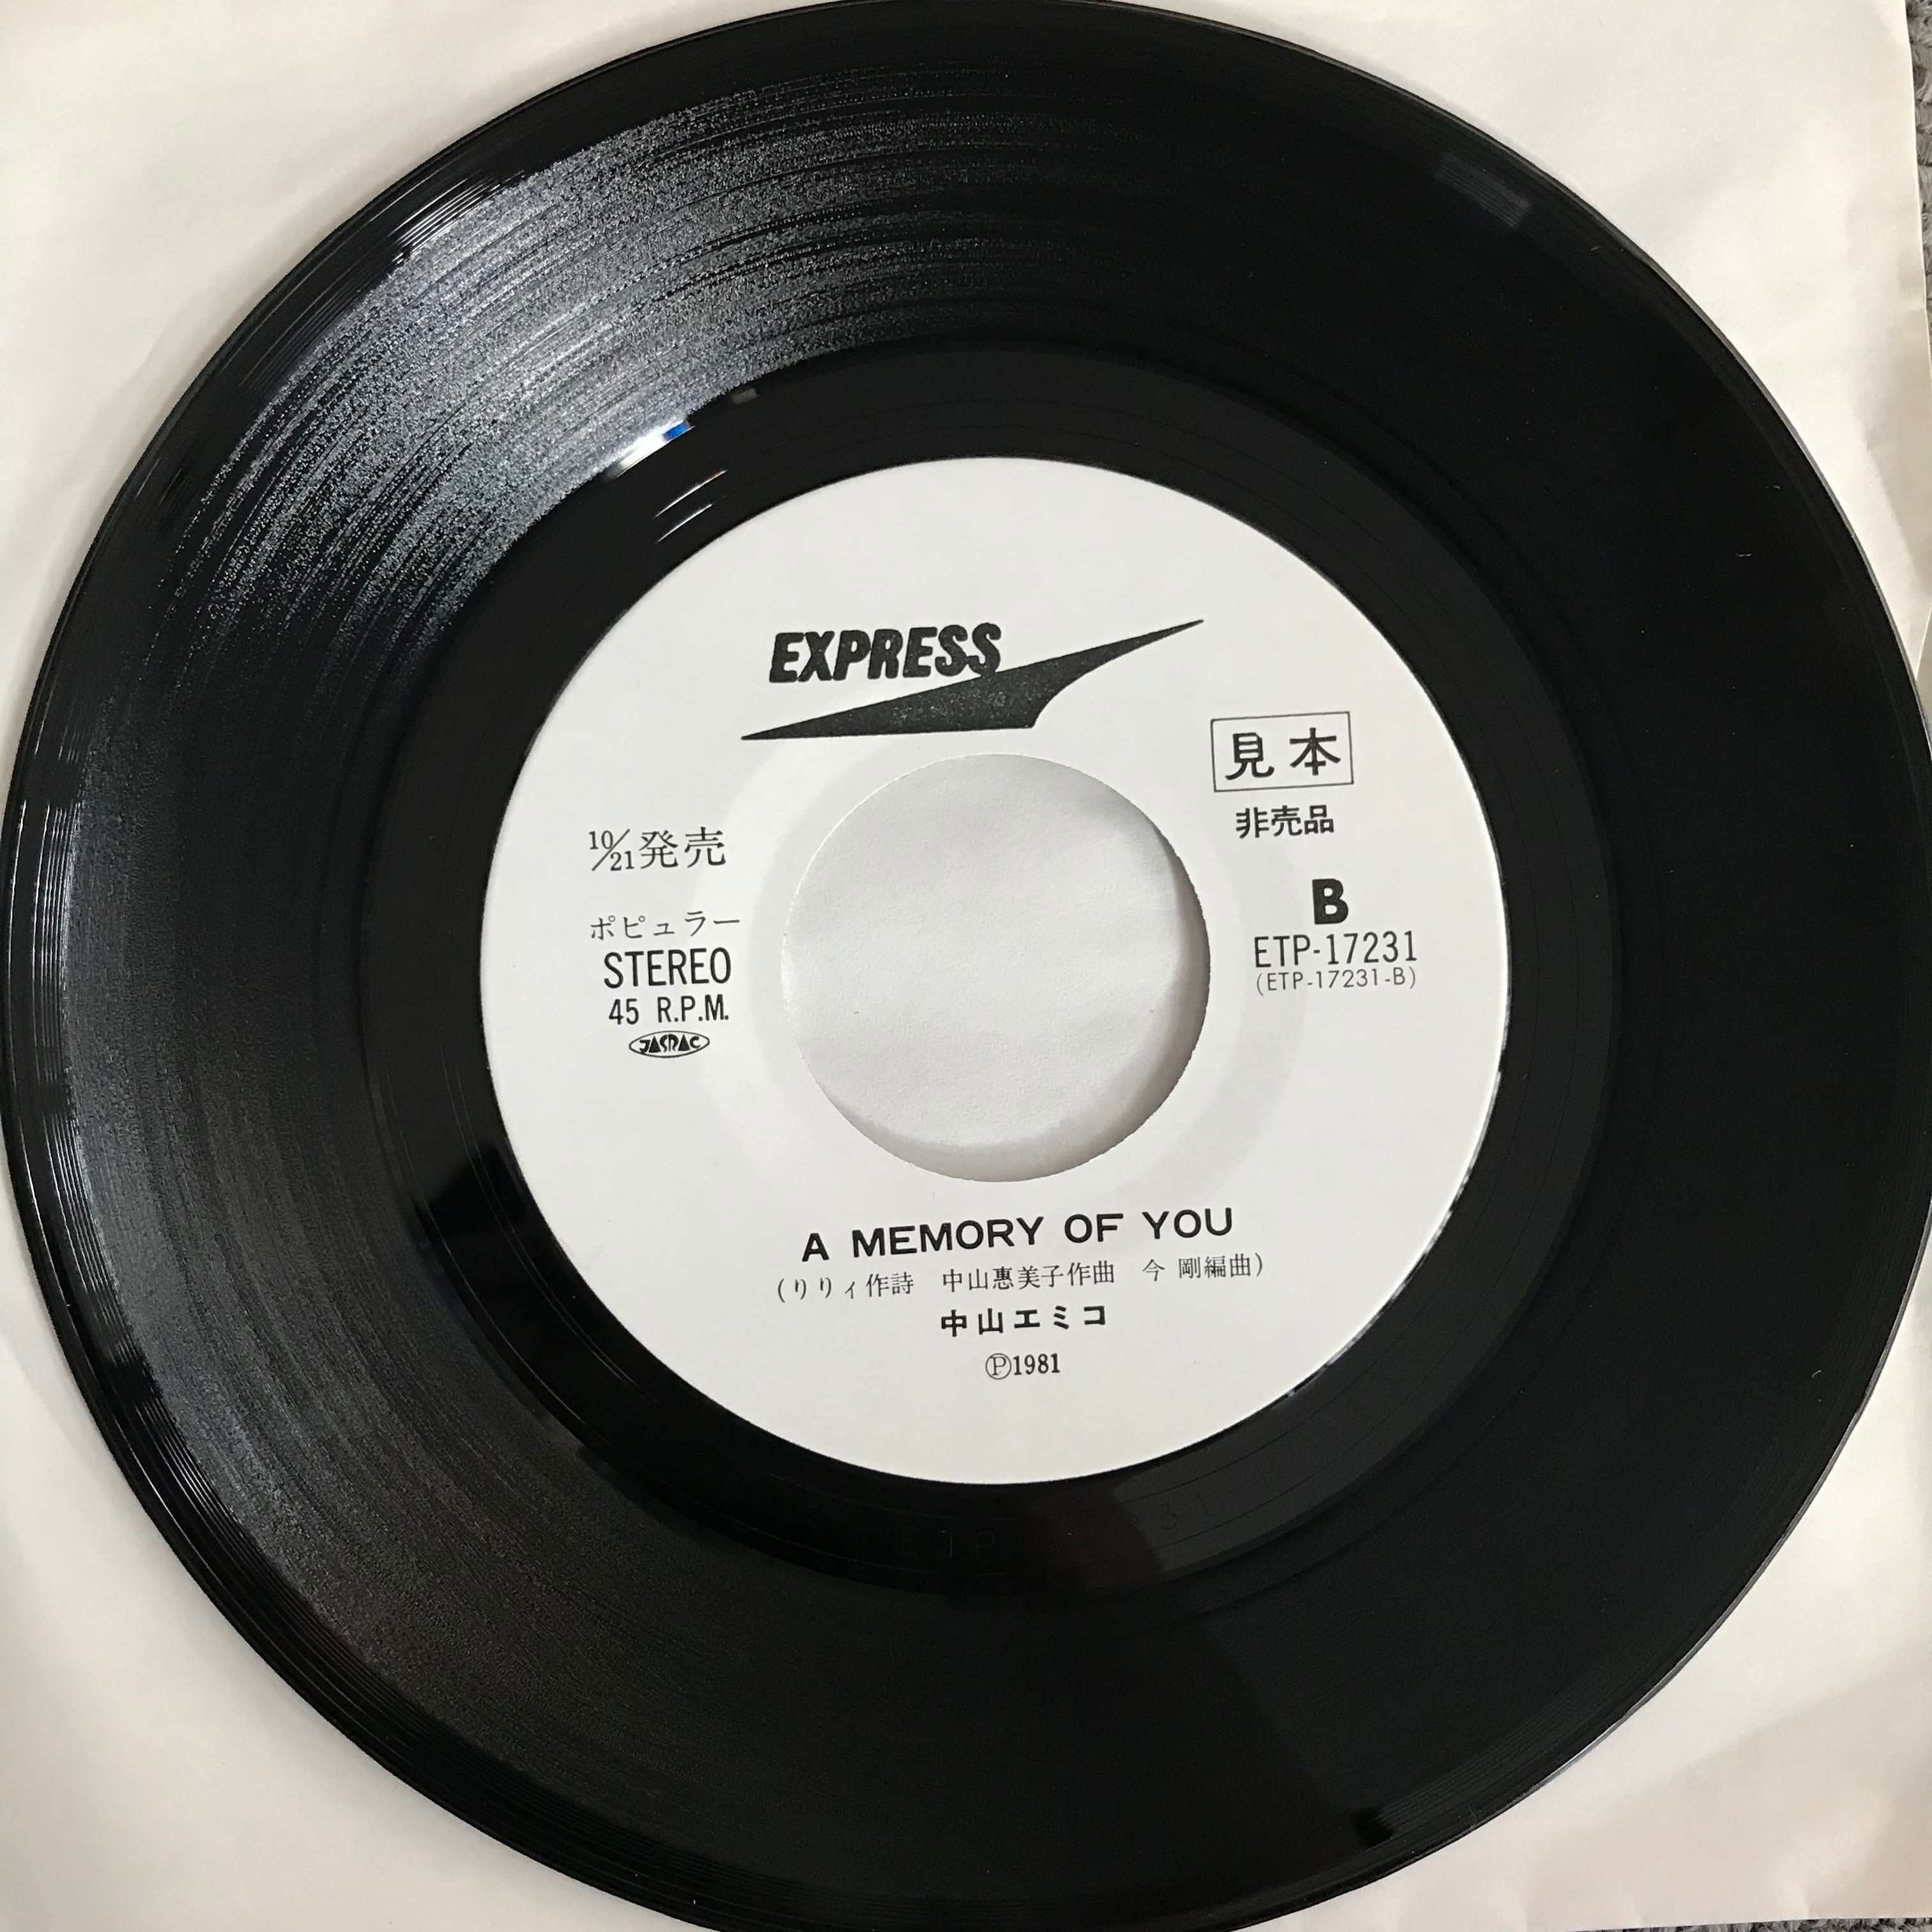 EXPRESS
見本
非売品
10/21発売
ポピュラー
STEREO
45 R.P.M.
JASRAC
B
ETP-17231
(ETP-17231-B)
A MEMORY OF YOU
(りりィ作詩 中山惠美子作曲 今 剛編曲)
中山エミコ
Ⓟ1981
ETP